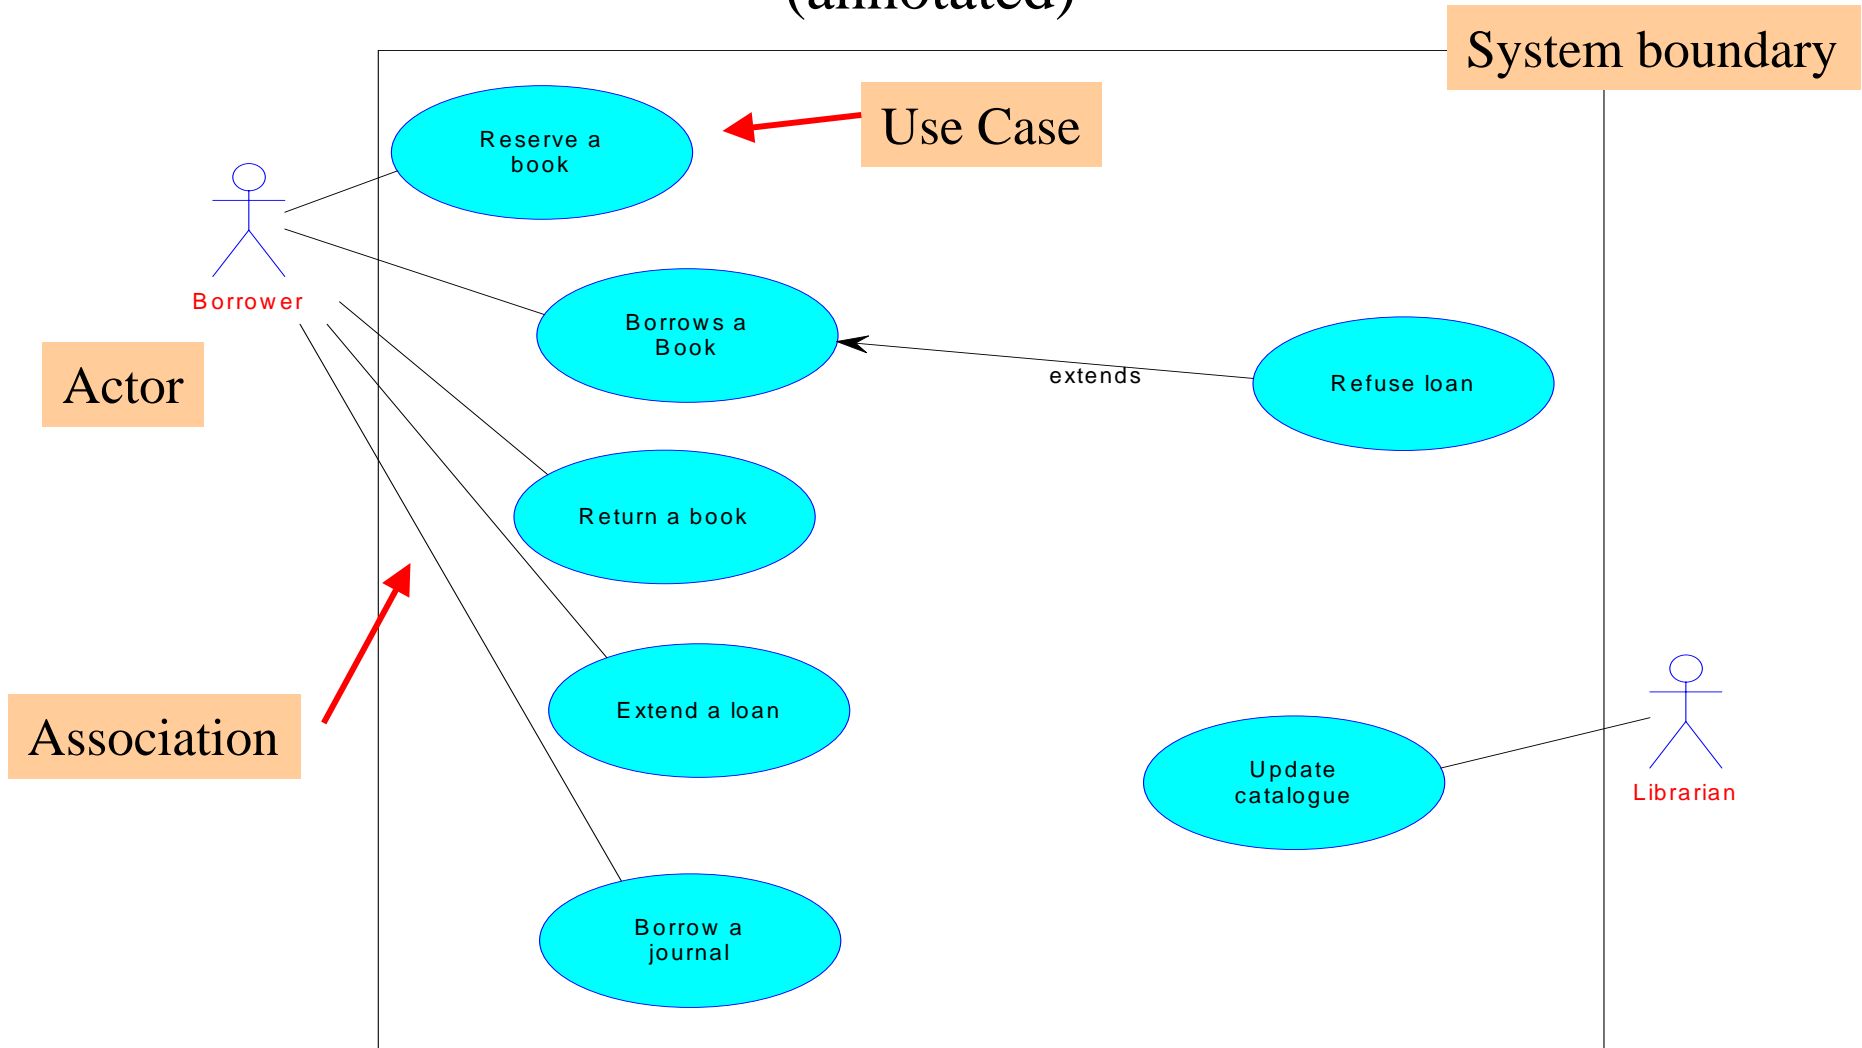 (annotated)
System boundary
Use Case
Reserve a
book
Borrower
Borrows a
Book
extends
Refuse loan
Actor
Return a book
Association
Extend a loan
Update
catalogue
Librarian
Borrow a
journal